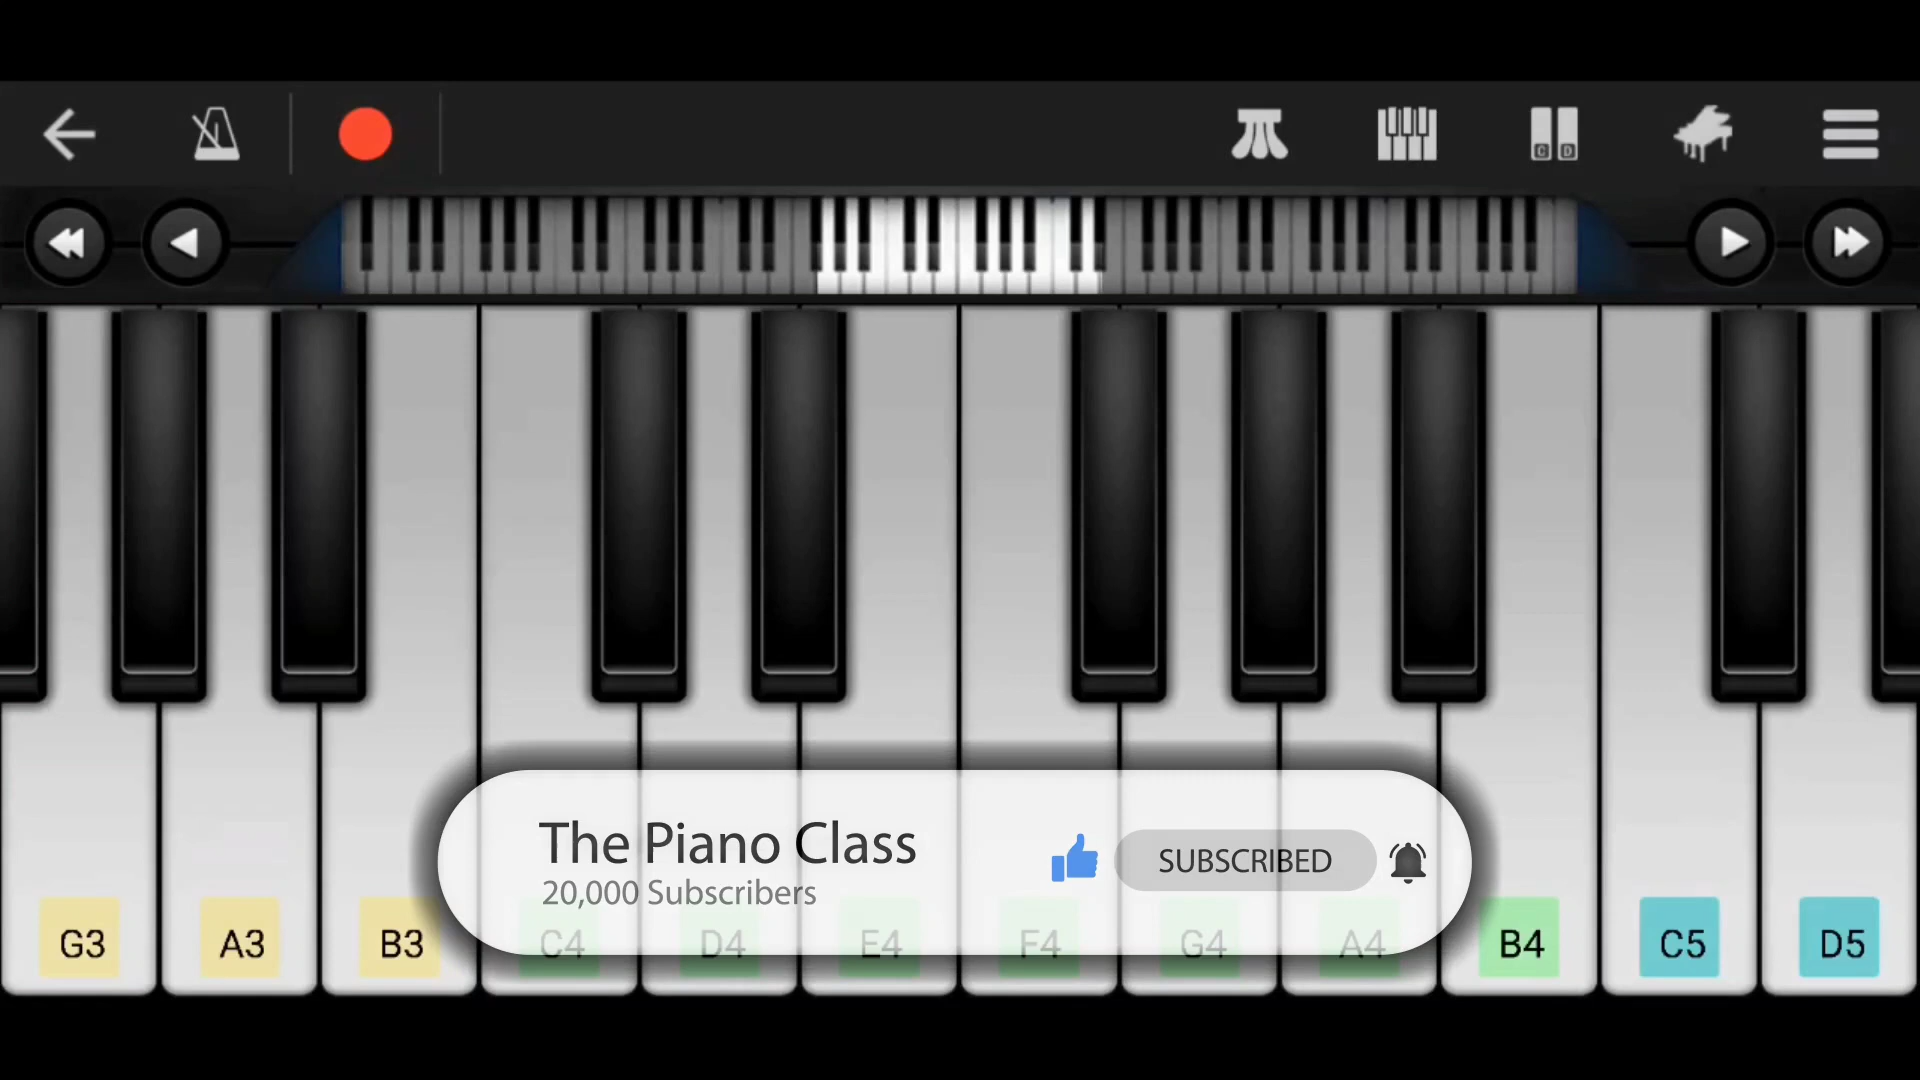 C D
The Piano Class
20,000 Subscribers
SUBSCRIBED
G3 A3 B3 C4 D4 E4 F4 G4 A4 B4 C5 D5